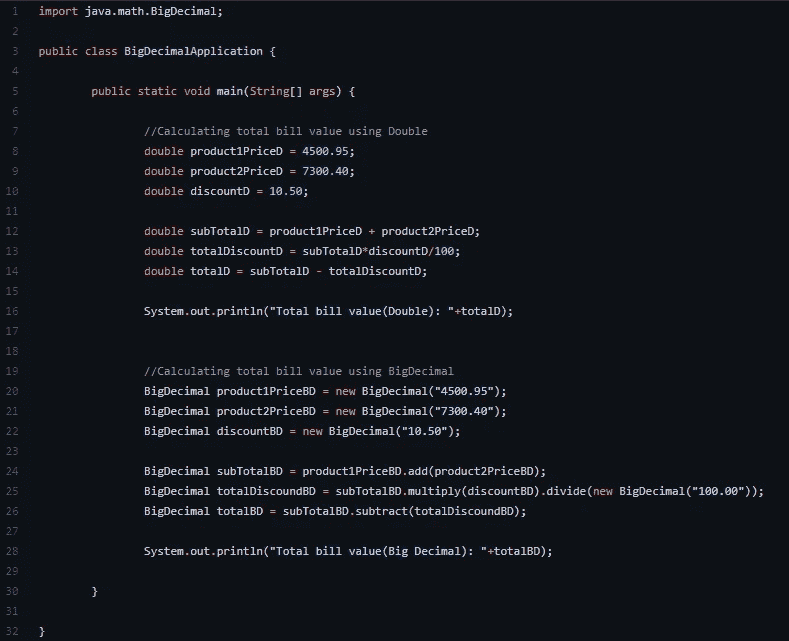 1 import java.math.BigDecimal;
2
3 public class BigDecimalApplication {
4
5 public static void main(String[] args) {
6
7 //Calculating total bill value using Double
8 double product1PriceD = 4500.95;
9 double product2PriceD = 7300.40;
10 double discountD = 10.50;
11
12 double subTotalD = product1PriceD + product2PriceD;
13 double totalDiscountD = subTotalD*discountD/100;
14 double totalD = subTotalD - totalDiscountD;
15
16 System.out.println("Total bill value(Double): "+totalD);
17
18
19 //Calculating total bill value using BigDecimal
20 BigDecimal product1PriceBD = new BigDecimal("4500.95");
21 BigDecimal product2PriceBD = new BigDecimal("7300.40");
22 BigDecimal discountBD = new BigDecimal("10.50");
23
24 BigDecimal subTotalBD = product1PriceBD.add(product2PriceBD);
25 BigDecimal totalDiscoundBD = subTotalBD.multiply(discountBD).divide(new BigDecimal("100.00"));
26 BigDecimal totalBD = subTotalBD.subtract(totalDiscoundBD);
27
28 System.out.println("Total bill value(Big Decimal): "+totalBD);
29
30 }
31
32 }